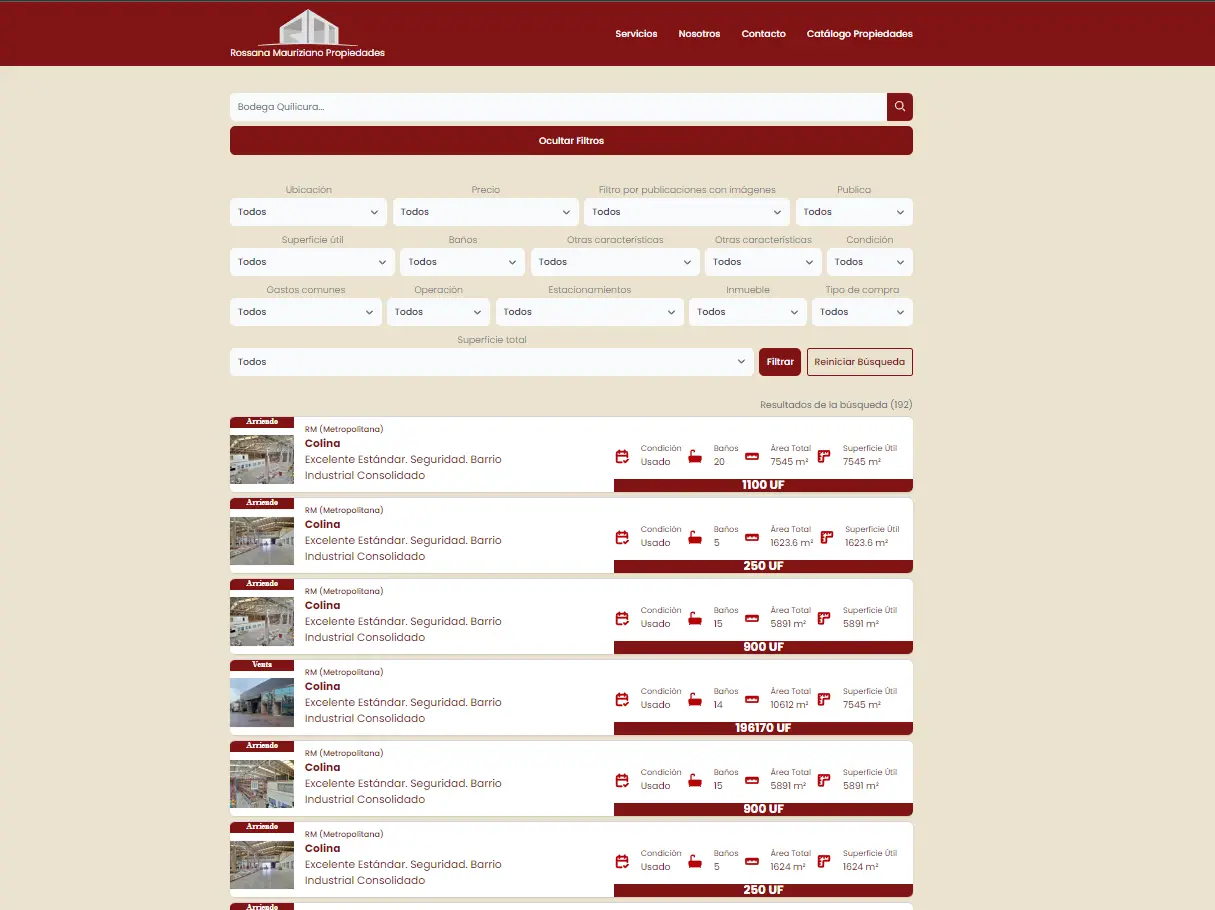 Rossana Mauriziano Propiedades
Servicios Nosotros Contacto Catálogo Propiedades
Bodega Quilicura...
Ocultar Filtros
Ubicación Precio Filtro por publicaciones con imágenes Publica
Todos Todos Todos Todos
Superficie útil Baños Otras características Otras características Condición
Todos Todos Todos Todos Todos
Gastos comunes Operación Estacionamientos Inmueble Tipo de compra
Todos Todos Todos Todos Todos
Superficie total
Todos Filtrar Reiniciar Búsqueda
Resultados de la búsqueda (192)
Arriendo
RM (Metropolitana)
Colina
Excelente Estándar. Seguridad. Barrio
Industrial Consolidado
Condición Baños Área Total Superficie Útil
Usado 20 7545 m² 7545 m²
1100 UF
Arriendo
RM (Metropolitana)
Colina
Excelente Estándar. Seguridad. Barrio
Industrial Consolidado
Condición Baños Área Total Superficie Útil
Usado 5 1623.6 m² 1623.6 m²
250 UF
Arriendo
RM (Metropolitana)
Colina
Excelente Estándar. Seguridad. Barrio
Industrial Consolidado
Condición Baños Área Total Superficie Útil
Usado 15 5891 m² 5891 m²
900 UF
Venta
RM (Metropolitana)
Colina
Excelente Estándar. Seguridad. Barrio
Industrial Consolidado
Condición Baños Área Total Superficie Útil
Usado 14 10612 m² 7545 m²
196170 UF
Arriendo
RM (Metropolitana)
Colina
Excelente Estándar. Seguridad. Barrio
Industrial Consolidado
Condición Baños Área Total Superficie Útil
Usado 15 5891 m² 5891 m²
900 UF
Arriendo
RM (Metropolitana)
Colina
Excelente Estándar. Seguridad. Barrio
Industrial Consolidado
Condición Baños Área Total Superficie Útil
Usado 5 1624 m² 1624 m²
250 UF
Arriendo